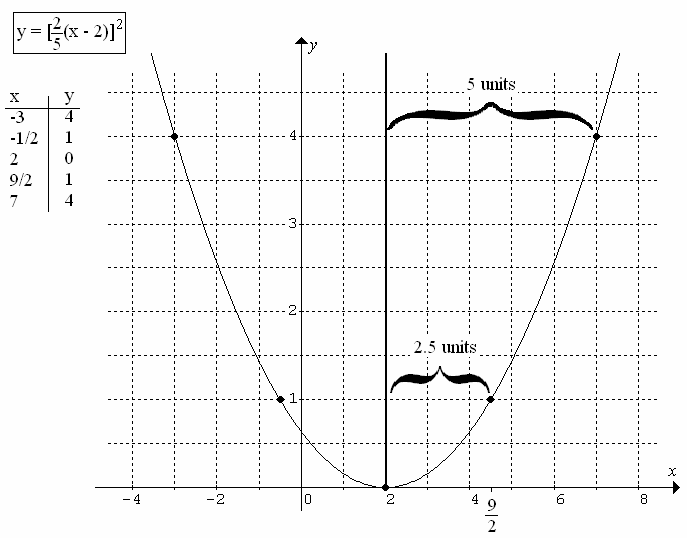 y = [2/5(x - 2)]²
x y
-3 4
-1/2 1
2 0
9/2 1
7 4
y
5 units
4
3
2
2.5 units
1
x
-4 -2 0 2 4 9/2 6 8